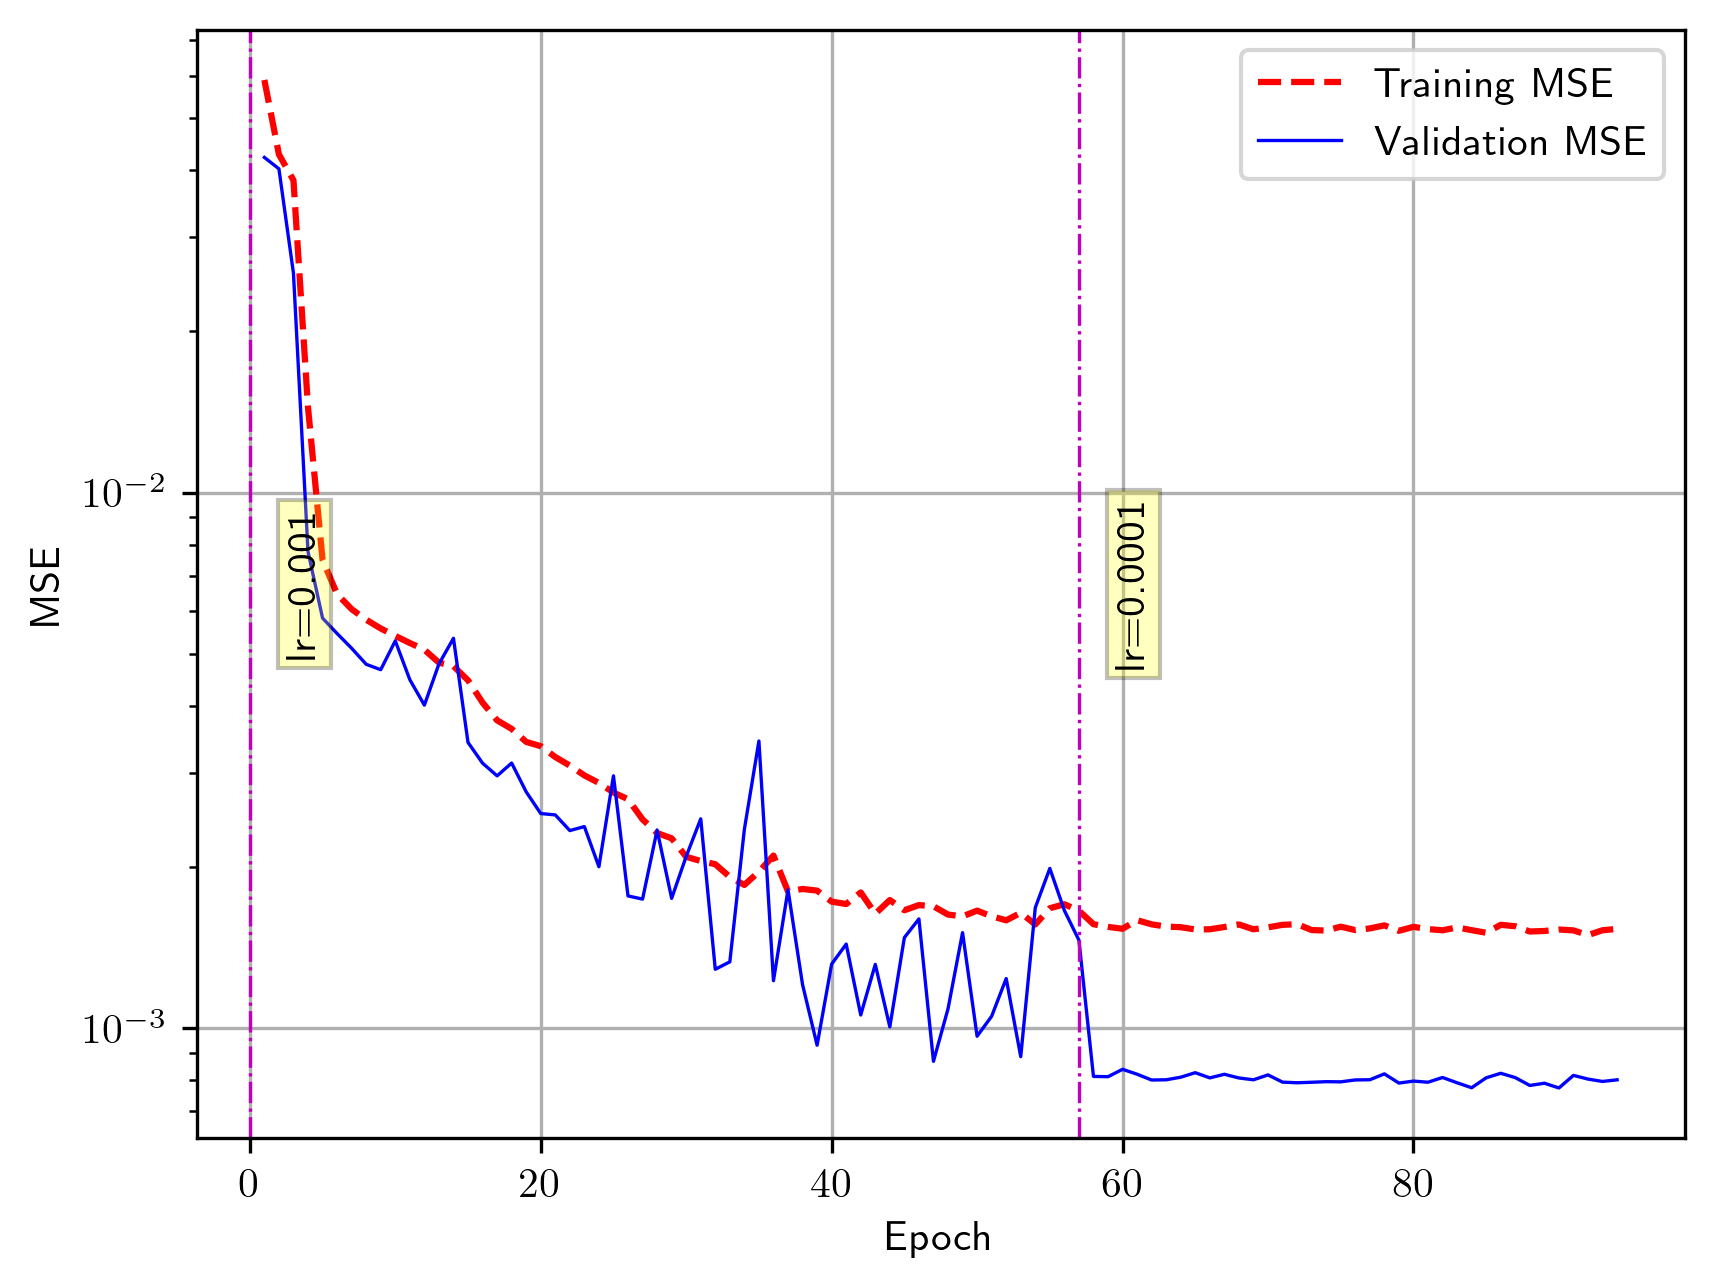 Training MSE
Validation MSE
10⁻²
10⁻³
MSE
lr=0.001
lr=0.0001
0 20 40 60 80
Epoch